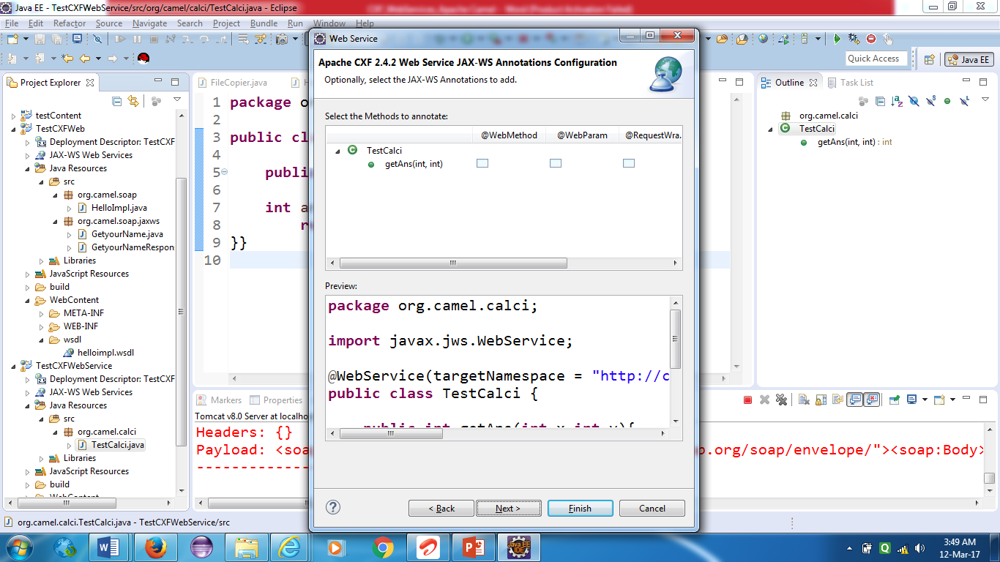 Java EE - TestCXFWebService/src/org/camel/calci/TestCalci.java - Eclipse
File Edit Refactor Source Navigate Search Project Bundle Run Window Help
Quick Access
Java EE
Project Explorer
testContent
TestCXFWeb
Deployment Descriptor: TestCXF
JAX-WS Web Services
Java Resources
src
org.camel.soap
HelloImpl.java
org.camel.soap.jaxws
GetyourName.java
GetyourNameRespon
Libraries
JavaScript Resources
build
WebContent
META-INF
WEB-INF
wsdl
helloimpl.wsdl
TestCXFWebService
Deployment Descriptor: TestCXF
JAX-WS Web Services
Java Resources
src
org.camel.calci
TestCalci.java
Libraries
JavaScript Resources
build
WebContent
FileCopier.java
1 package o
2
3 public cla
4
5 publi
6
7 int a
8 r
9 }}
10
Web Service
Apache CXF 2.4.2 Web Service JAX-WS Annotations Configuration
Optionally, select the JAX-WS Annotations to add.
Select the Methods to annotate:
@WebMethod @WebParam @RequestWra.
TestCalci
getAns(int, int)
Preview:
package org.camel.calci;
import javax.jws.WebService;
@WebService(targetNamespace = "http://c
public class TestCalci {
public int getAns(int x,int y){
< Back Next > Finish Cancel
Outline Task List
org.camel.calci
TestCalci
getAns(int, int) : int
Markers Properties
Tomcat v8.0 Server at localho
Headers: {}
Payload: <soa
p.org/soap/envelope/"><soap:Body>
--------------
org.camel.calci.TestCalci.java - TestCXFWebService/src
3:49 AM
12-Mar-17